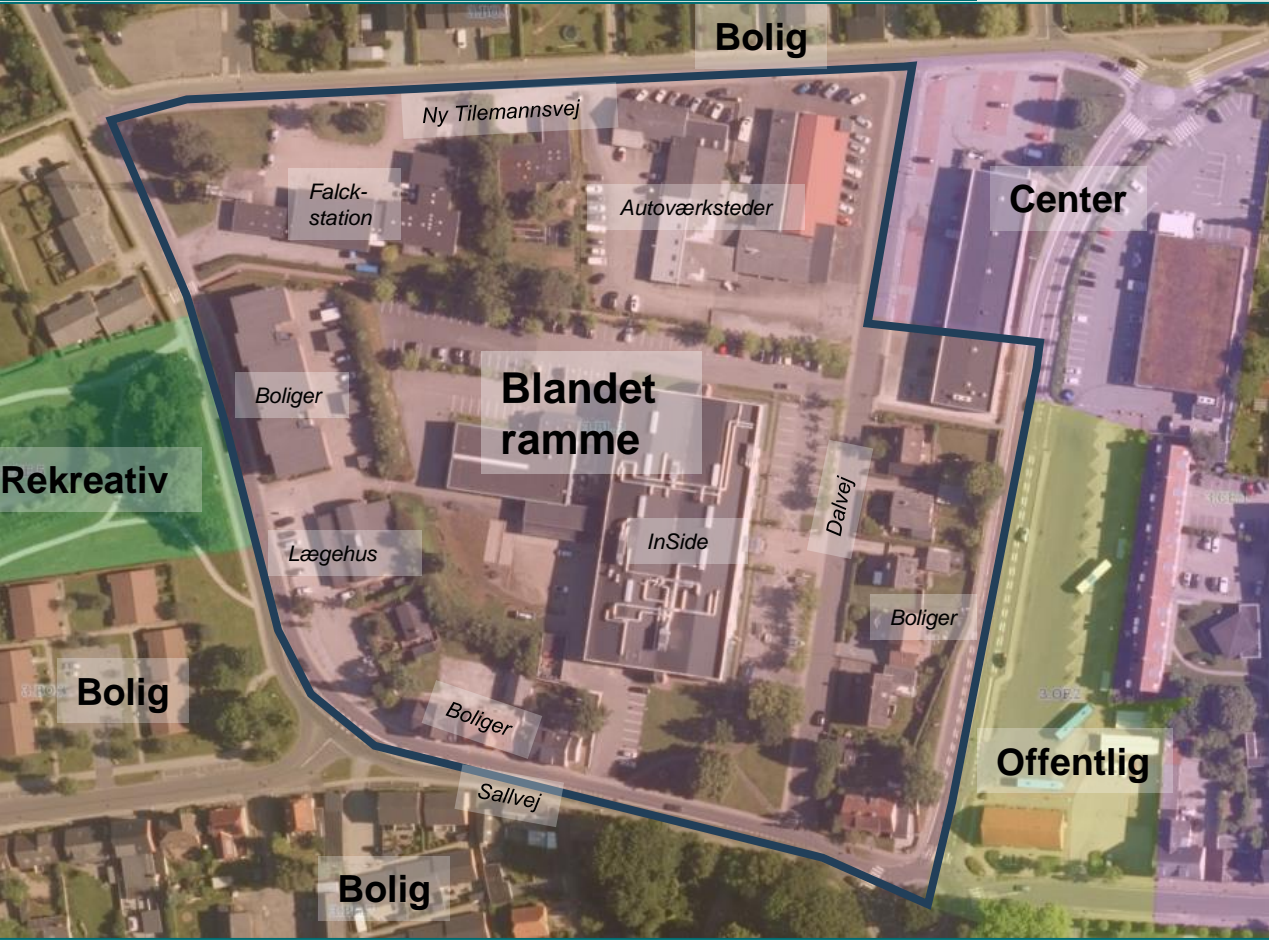 Bolig
Ny Tilemannsvej
Falck-
station
Autoværksteder
Center
Boliger
Blandet
ramme
Rekreativ
Dalvej
Lægehus
InSide
Boliger
Bolig
Boliger
Offentlig
Sallvej
Bolig